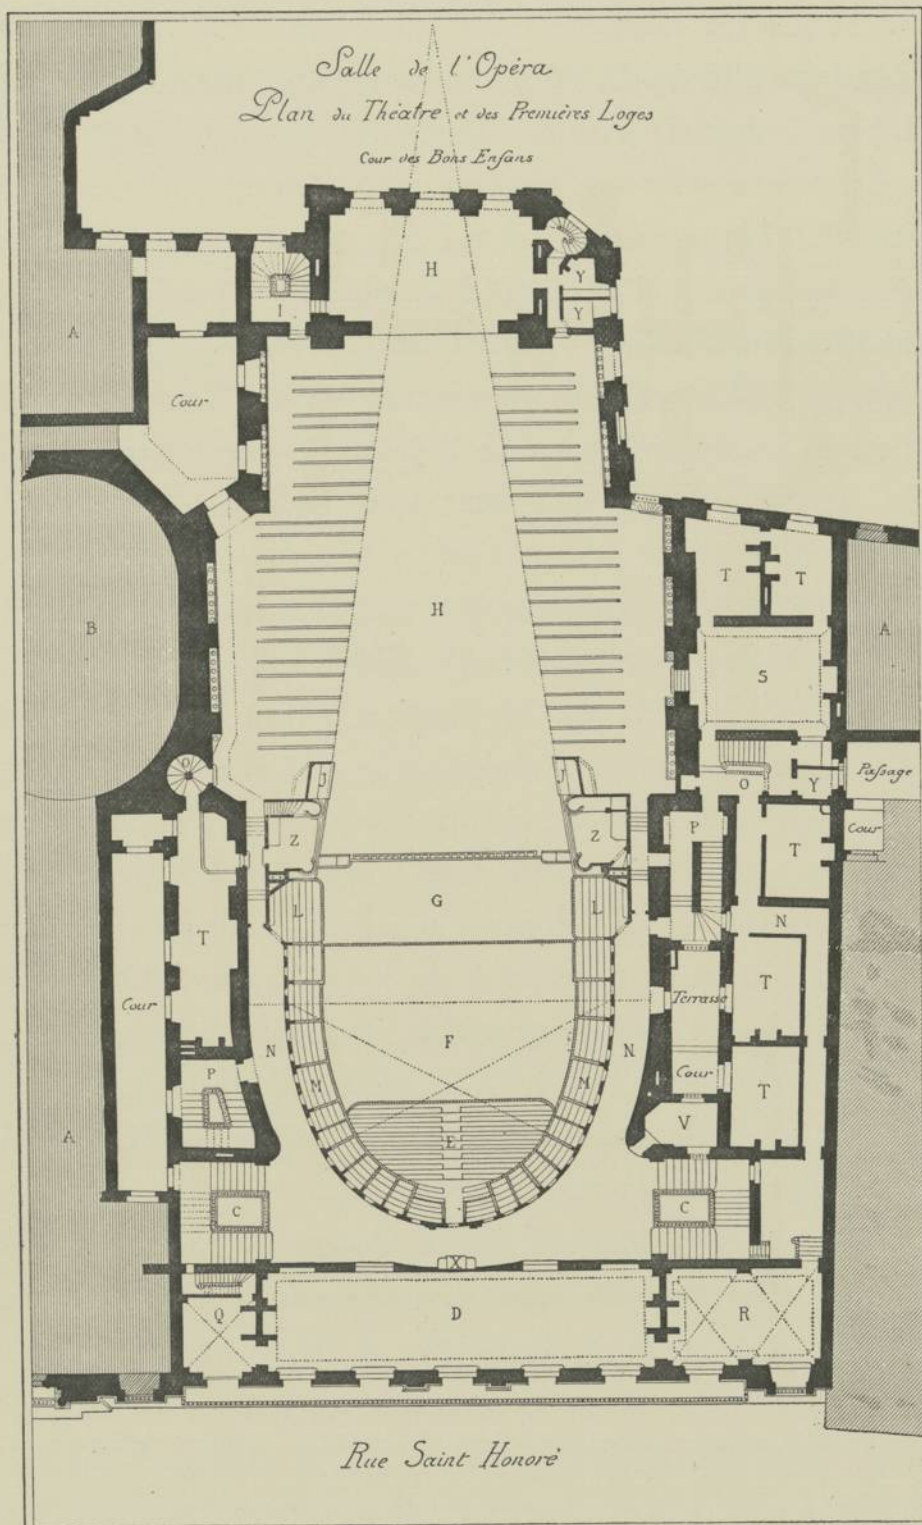 Salle de l'Opéra
Plan du Théatre et des Premières Loges
Cour des Bons Enfans
H
Y
I
Y
A
Cour
T
T
B
H
A
S
O
J
J
O
Y
Passage
Z
Z
P
Cour
T
G
L
L
N
T
T
Cour
Terrasse
F
N
N
P
M
M
Cour
T
V
E
A
C
C
X
Q
D
R
Rue Saint Honoré